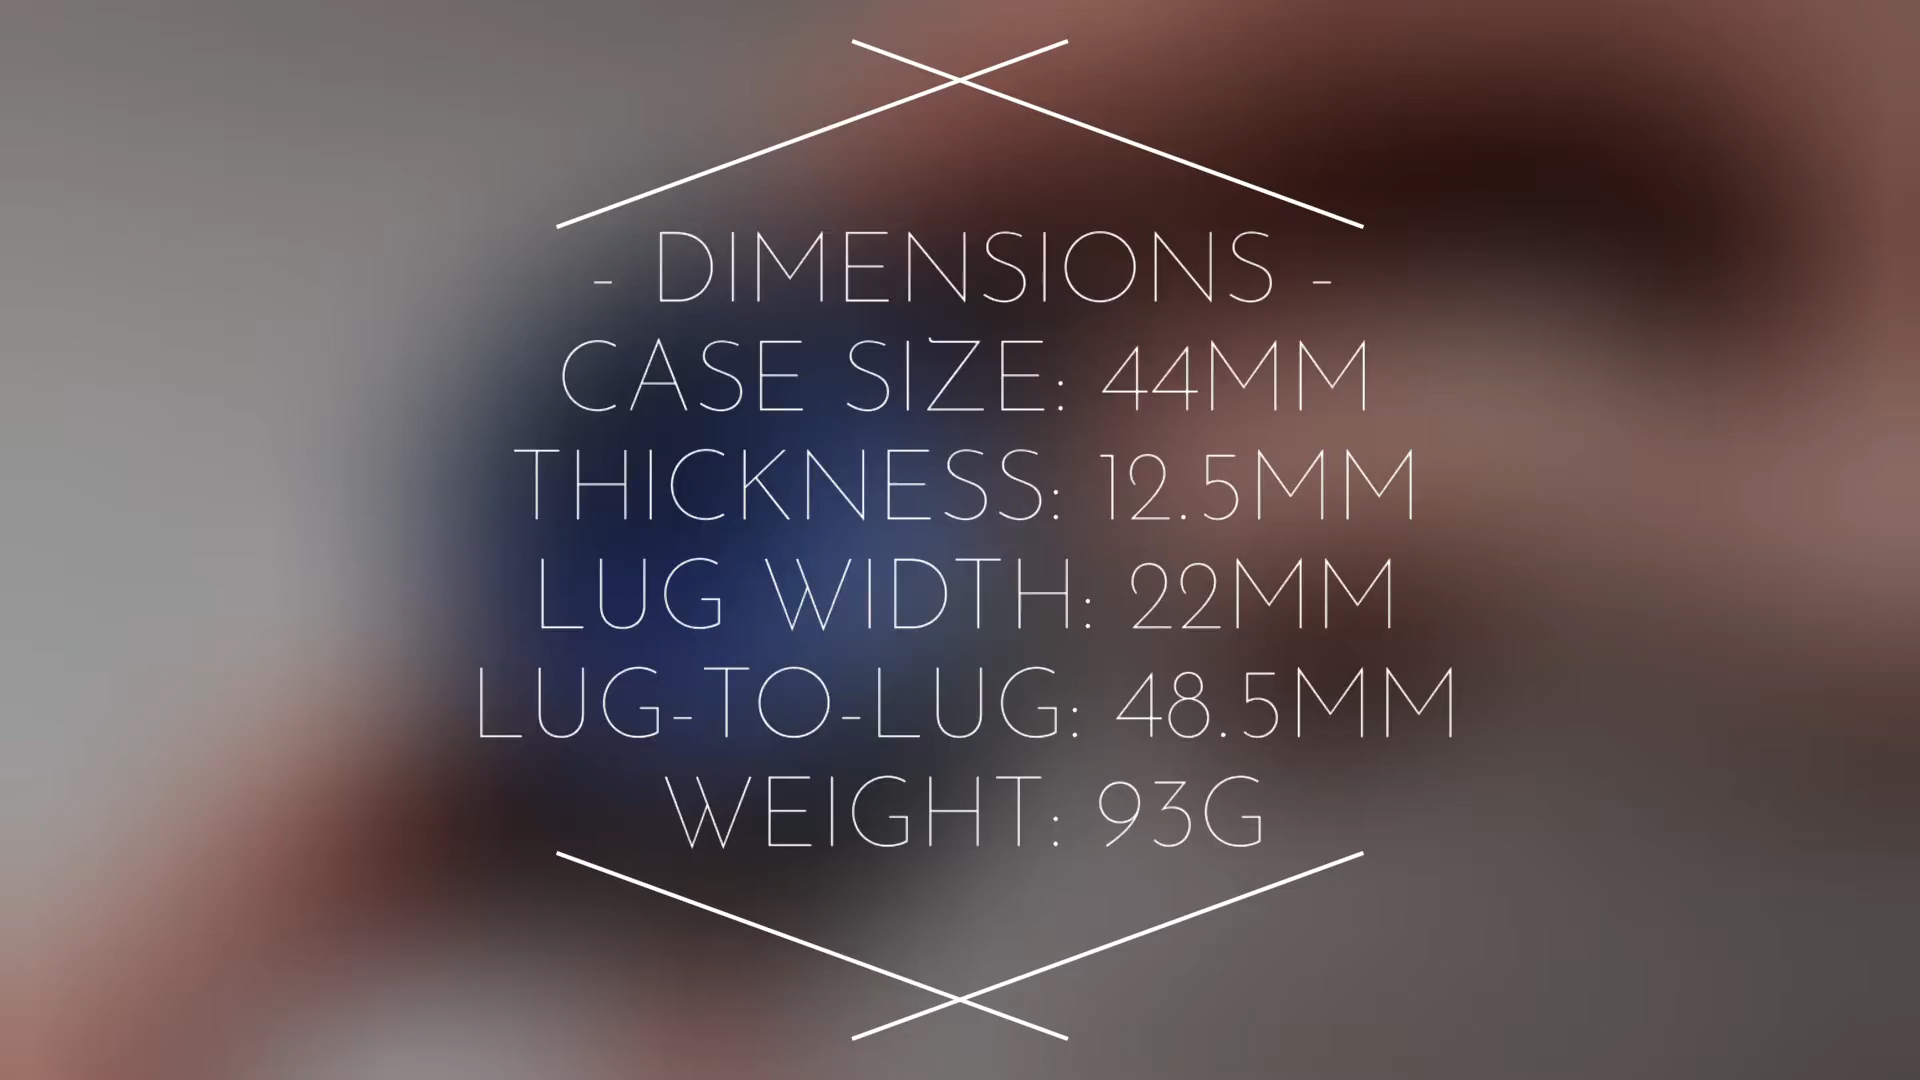 - DIMENSIONS -
CASE SIZE: 44MM
THICKNESS: 12.5MM
LUG WIDTH: 22MM
LUG-TO-LUG: 48.5MM
WEIGHT: 93G